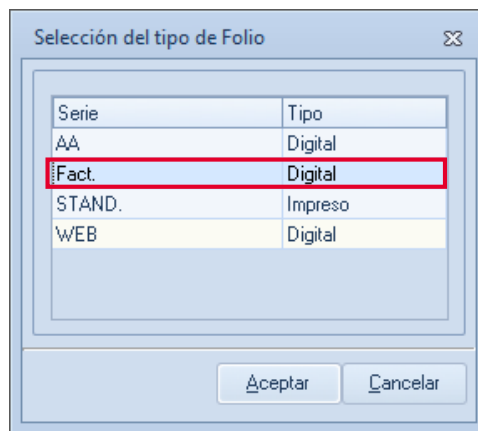 Selección del tipo de Folio
Serie Tipo
AA Digital
Fact. Digital
STAND. Impreso
WEB Digital
Aceptar Cancelar